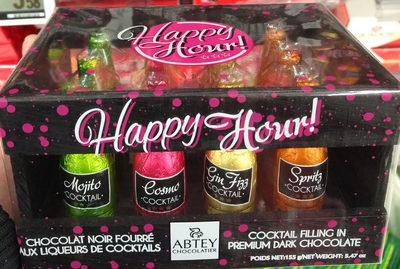 58
Happy
Hour!
Happy Hour!
Mojito
COCKTAIL
Cosmo
COCKTAIL
Gin Fizz
COCKTAIL
Spritz
COCKTAIL
CHOCOLAT NOIR FOURRÉ
AUX LIQUEURS DE COCKTAILS
ABTEY
CHOCOLATIER
COCKTAIL FILLING IN
PREMIUM DARK CHOCOLATE
POIDS NET:155 g/NET WEIGHT: 5.47 oz